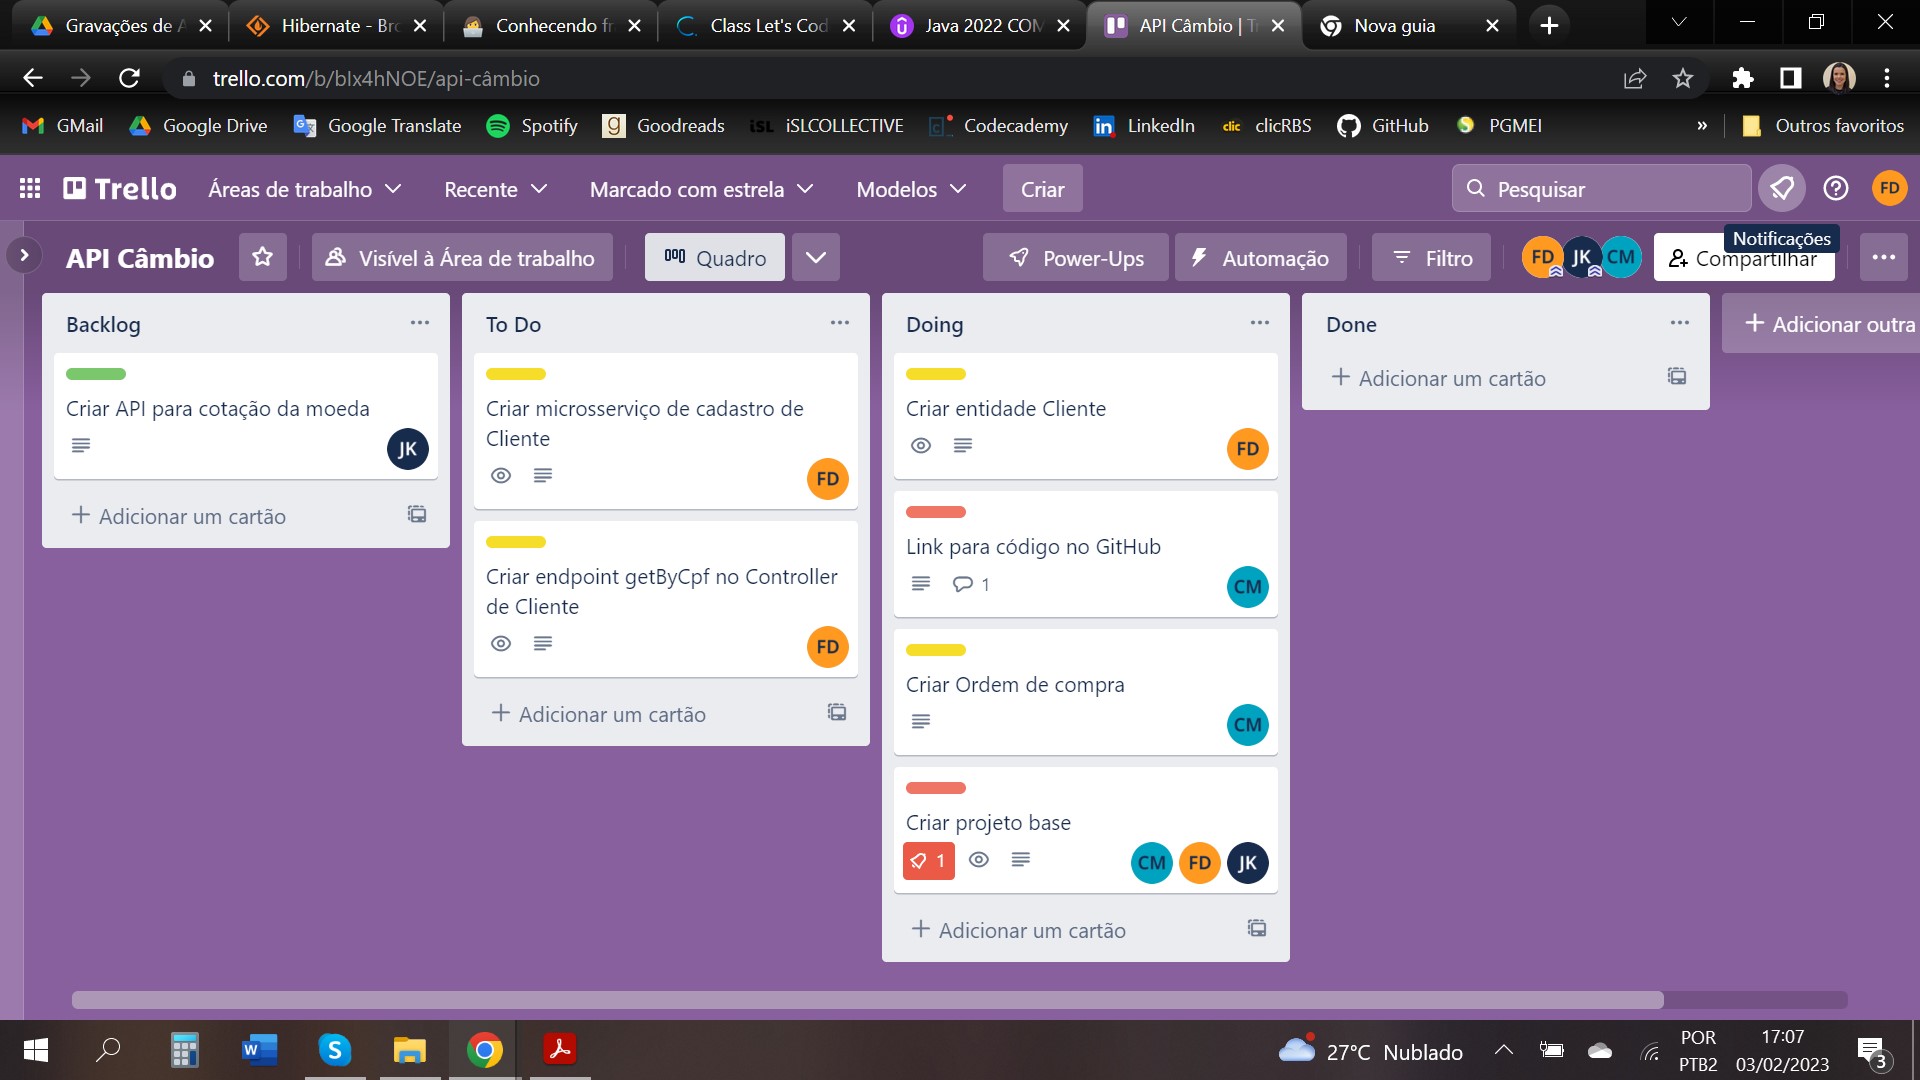 Gravações de A
Hibernate - Bro
Conhecendo fr
Class Let's Cod
Java 2022 COM
API Câmbio | Tr
Nova guia
trello.com/b/bIx4hNOE/api-câmbio
GMail
Google Drive
Google Translate
Spotify
Goodreads
iSL iSLCOLLECTIVE
Codecademy
LinkedIn
clic clicRBS
GitHub
PGMEI
»
Outros favoritos
Trello
Áreas de trabalho
Recente
Marcado com estrela
Modelos
Criar
Pesquisar
FD
API Câmbio
Visível à Área de trabalho
Quadro
Power-Ups
Automação
Filtro
FD JK CM
Notificações
Compartilhar
Backlog
Criar API para cotação da moeda
JK
+ Adicionar um cartão
To Do
Criar microsserviço de cadastro de
Cliente
FD
Criar endpoint getByCpf no Controller
de Cliente
FD
+ Adicionar um cartão
Doing
Criar entidade Cliente
FD
Link para código no GitHub
1
CM
Criar Ordem de compra
CM
Criar projeto base
1
CM FD JK
+ Adicionar um cartão
Done
+ Adicionar um cartão
+ Adicionar outra
27°C Nublado
POR
PTB2
17:07
03/02/2023
3